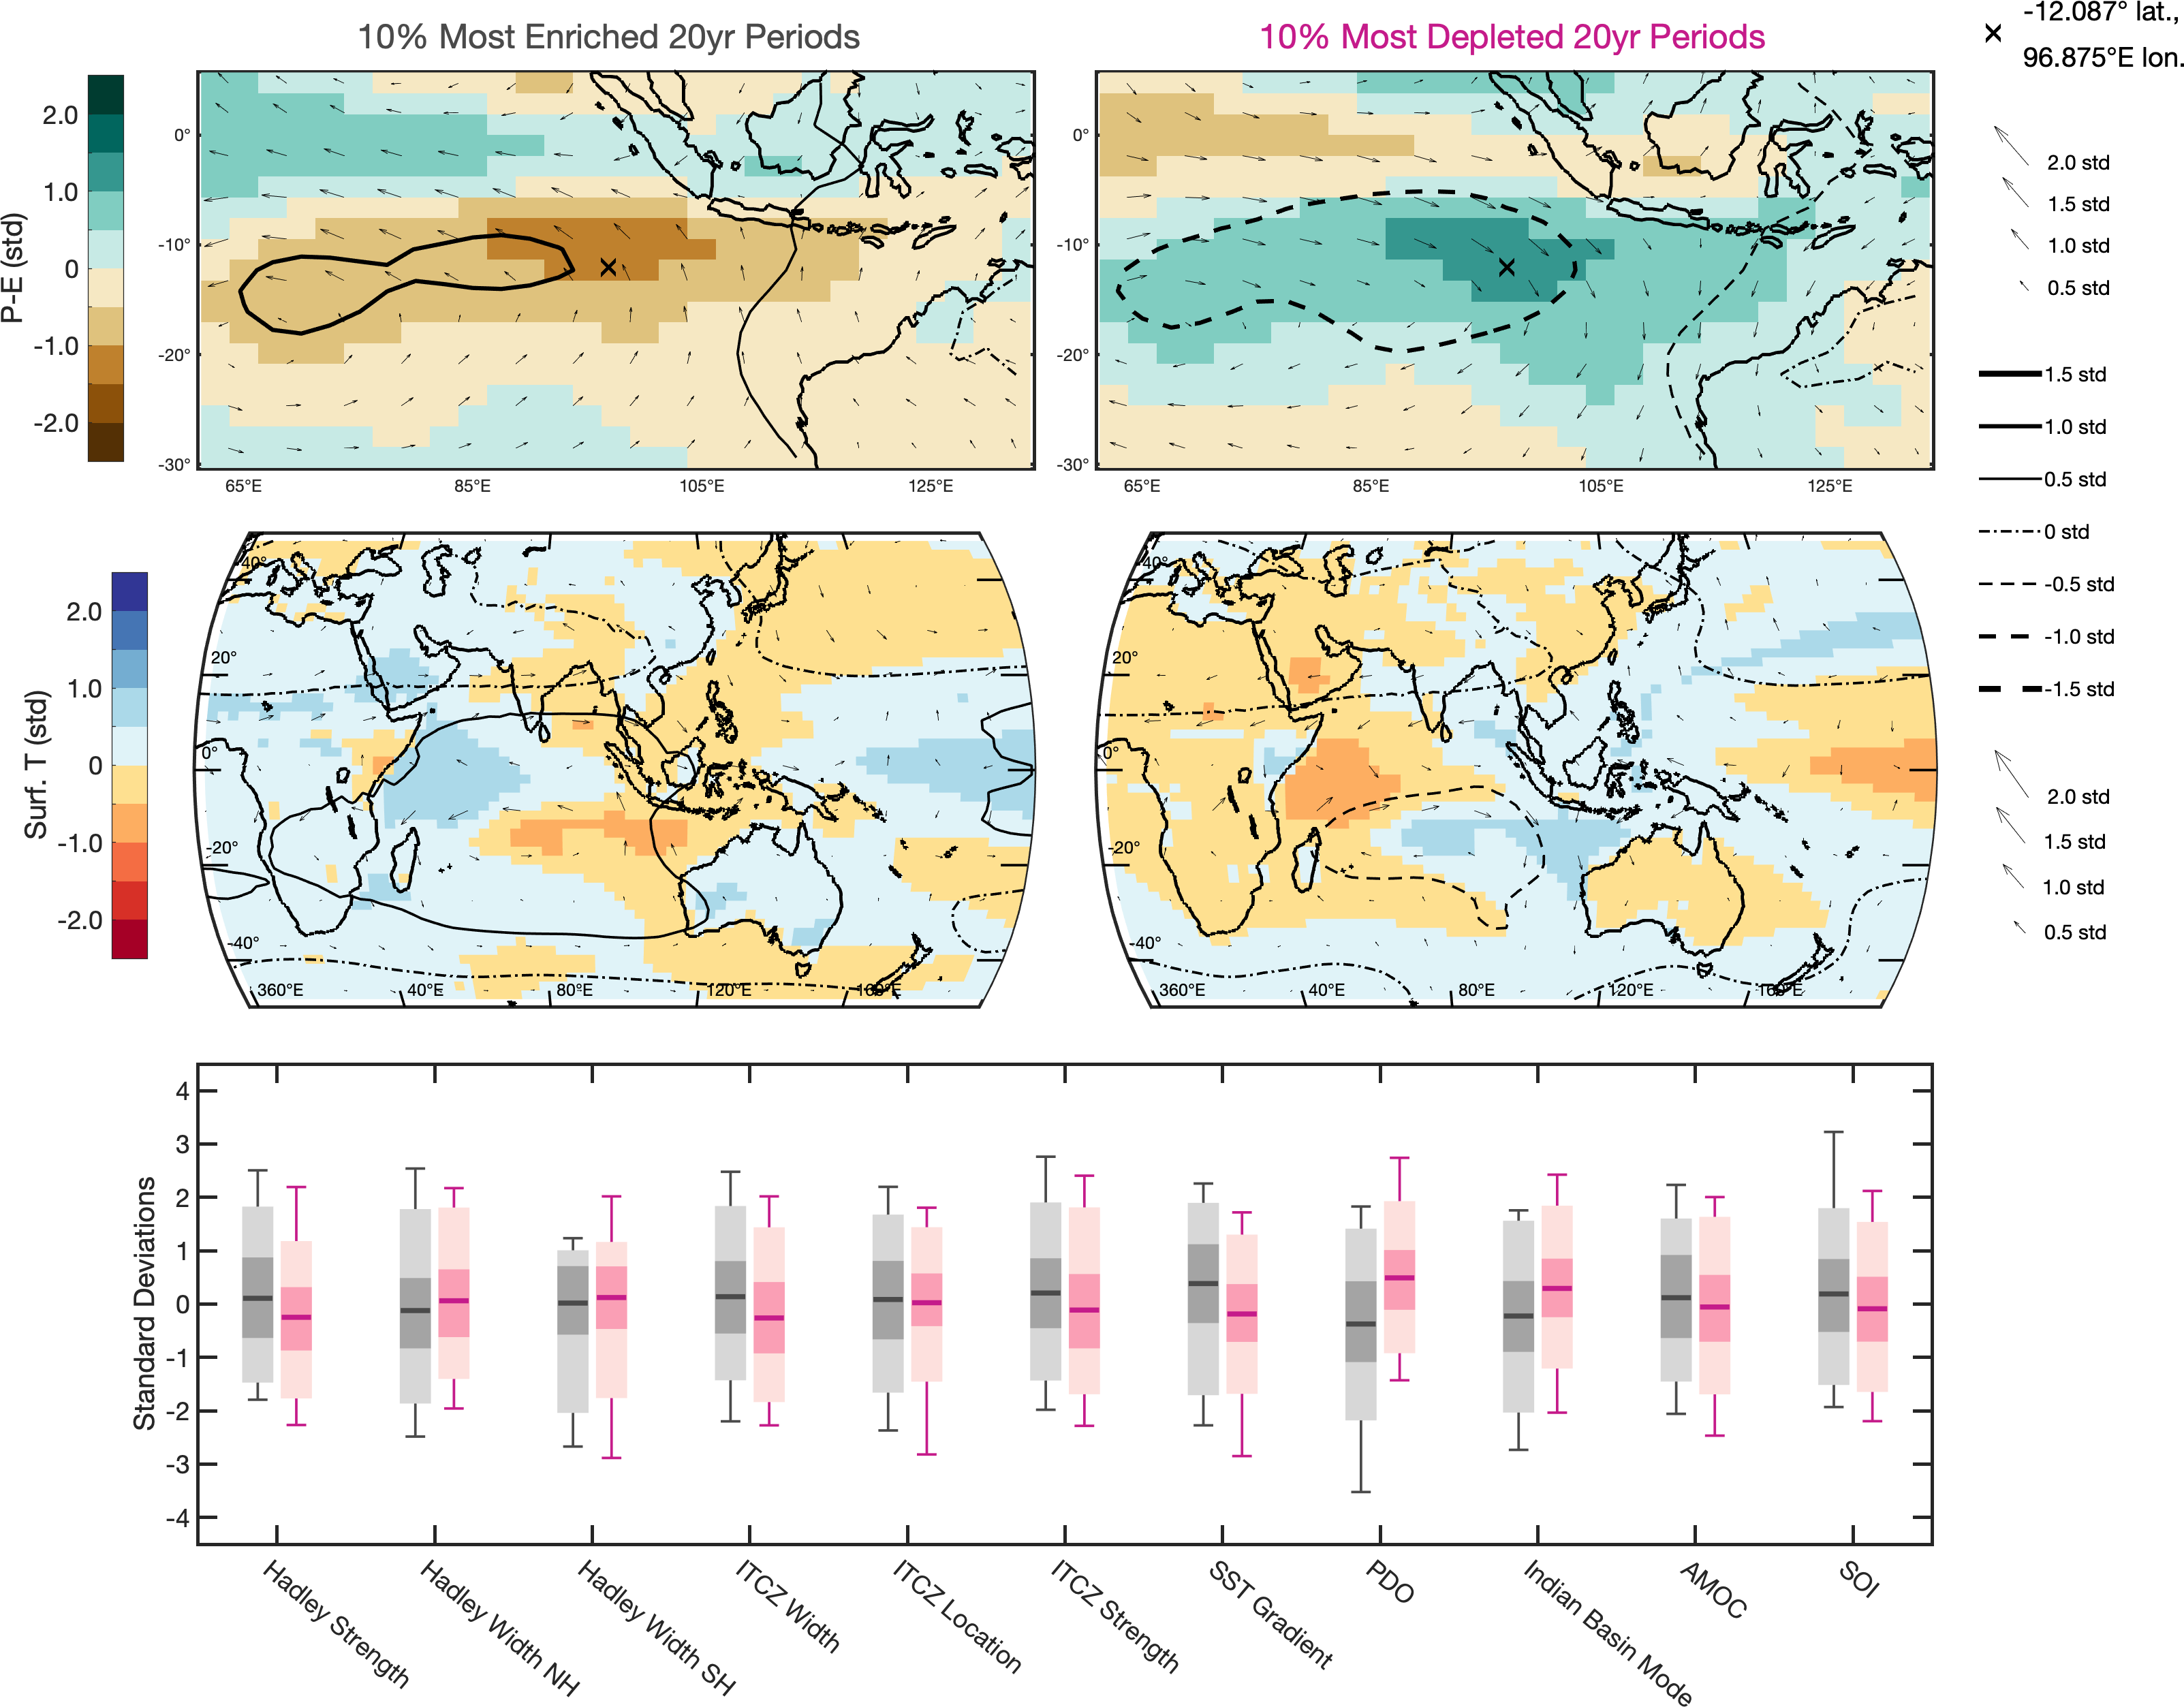 10% Most Enriched 20yr Periods
10% Most Depleted 20yr Periods
-12.087° lat.,
96.875°E lon.
P-E (std)
2.0
1.0
0
-1.0
-2.0
0°
-10°
-20°
-30°
65°E 85°E 105°E 125°E
0°
-10°
-20°
-30°
65°E 85°E 105°E 125°E
2.0 std
1.5 std
1.0 std
0.5 std
1.5 std
1.0 std
0.5 std
0 std
-0.5 std
-1.0 std
-1.5 std
2.0 std
1.5 std
1.0 std
0.5 std
Surf. T (std)
2.0
1.0
0
-1.0
-2.0
40°
20°
0°
-20°
-40°
360°E 40°E 80°E 120°E 160°E
40°
20°
0°
-20°
-40°
360°E 40°E 80°E 120°E 160°E
Standard Deviations
4
3
2
1
0
-1
-2
-3
-4
Hadley Strength
Hadley Width NH
Hadley Width SH
ITCZ Width
ITCZ Location
ITCZ Strength
SST Gradient
PDO
Indian Basin Mode
AMOC
SOI